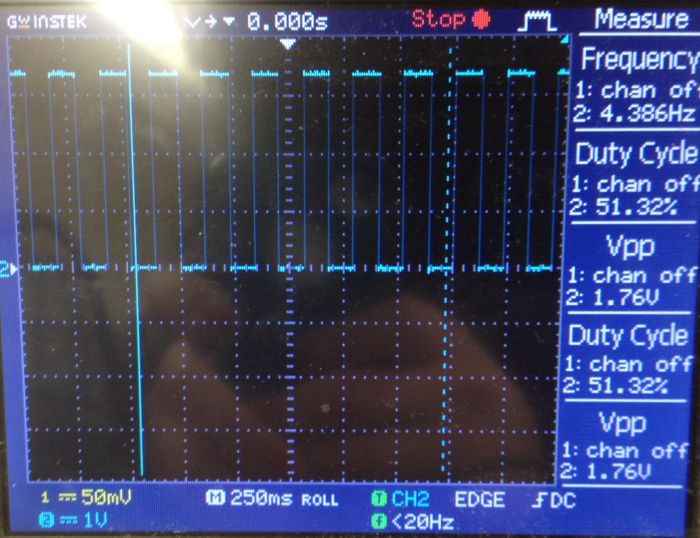 GWINSTEK 0.000s Stop Measure
Frequency
1: chan off
2: 4.386Hz
Duty Cycle
1: chan off
2: 51.32%
Vpp
1: chan off
2: 1.76V
Duty Cycle
1: chan off
2: 51.32%
Vpp
1: chan off
2: 1.76V
2
1 50mV M 250ms ROLL T CH2 EDGE DC
2 1V f <20Hz